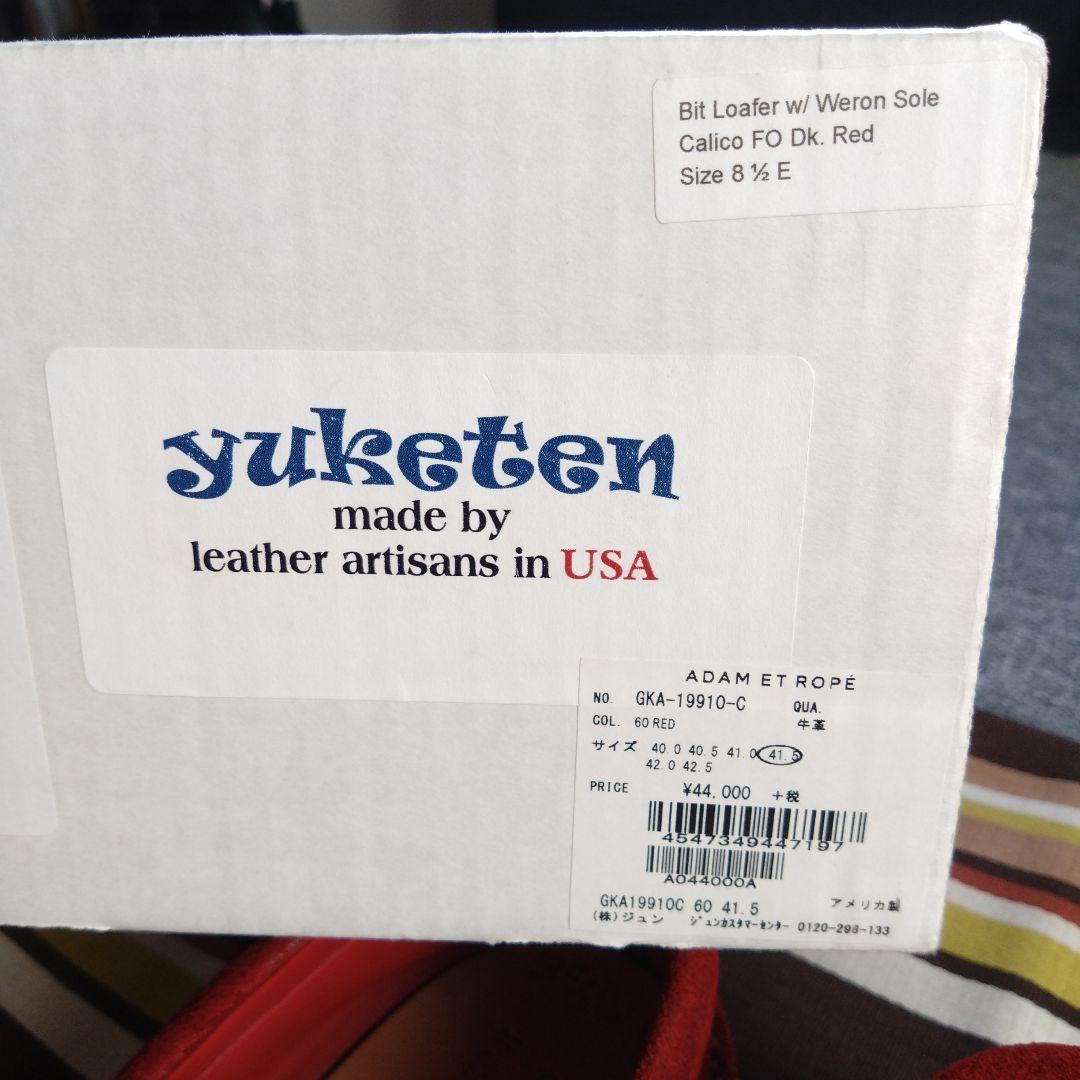 Bit Loafer w/ Weron Sole
Calico FO Dk. Red
Size 8 ½ E
yuketen
made by
leather artisans in USA
ADAM ET ROPÉ
NO. GKA-19910-C QUA.
COL. 60 RED 牛革
サイズ 40.0 40.5 41.0 41.5
42.0 42.5
PRICE ¥44,000 +税
4547349447197
A044000A
GKA19910C 60 41.5 アメリカ製
(株)ジュン ジュンカスタマーセンター 0120-298-133